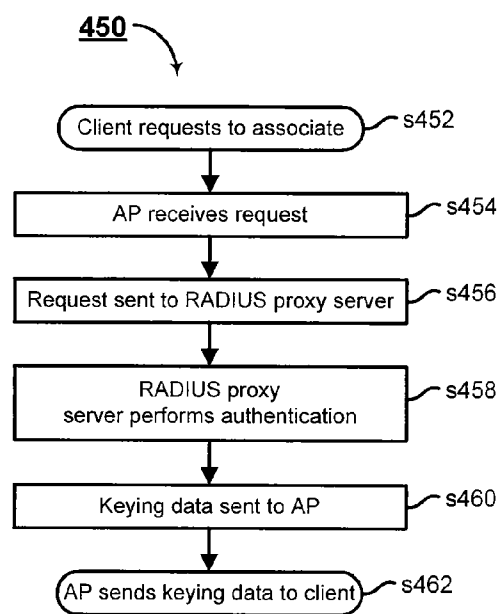 450
Client requests to associate
s452
AP receives request
s454
Request sent to RADIUS proxy server
s456
RADIUS proxy
server performs authentication
s458
Keying data sent to AP
s460
AP sends keying data to client
s462